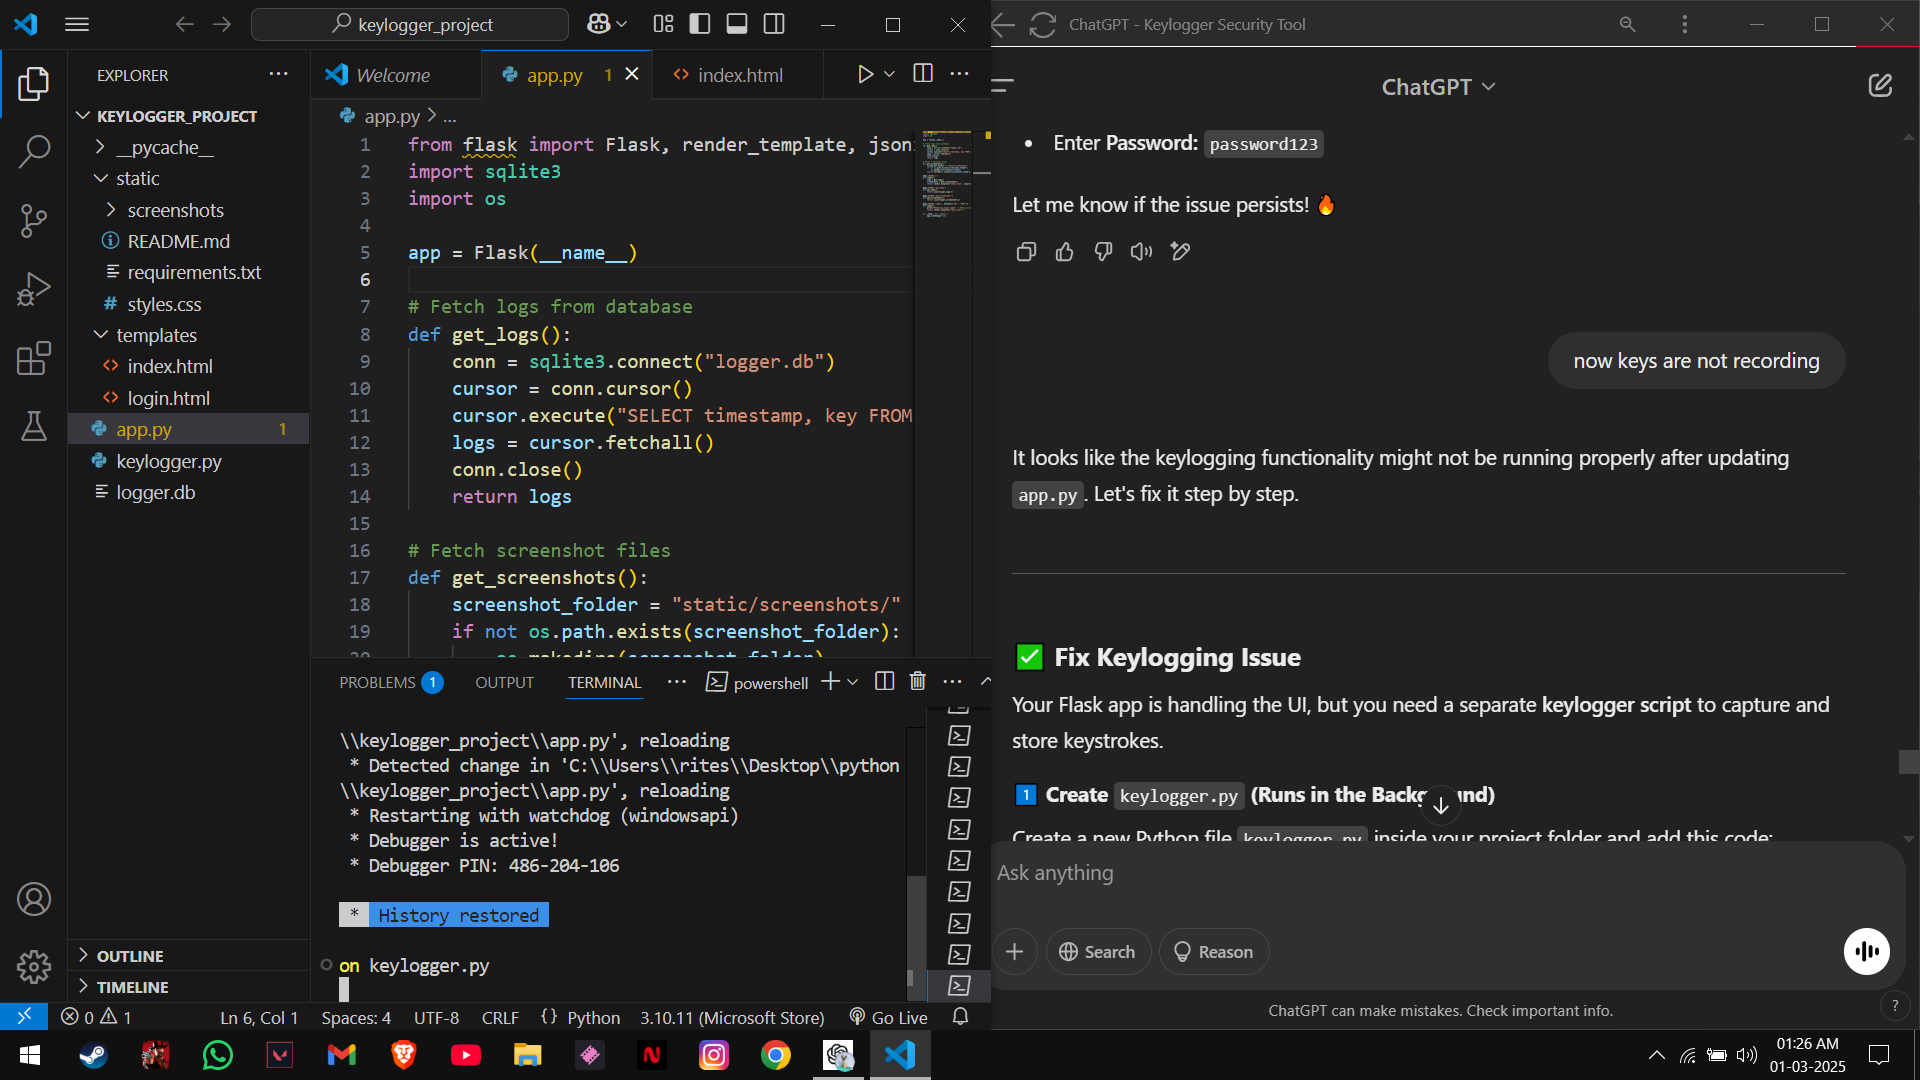 keylogger_project
EXPLORER
KEYLOGGER_PROJECT
__pycache__
static
screenshots
README.md
requirements.txt
styles.css
templates
index.html
login.html
app.py
1
keylogger.py
logger.db
OUTLINE
TIMELINE
Welcome
app.py 1
index.html
app.py > ...
1 from flask import Flask, render_template, json
2 import sqlite3
3 import os
4
5 app = Flask(__name__)
6
7 # Fetch logs from database
8 def get_logs():
9 conn = sqlite3.connect("logger.db")
10 cursor = conn.cursor()
11 cursor.execute("SELECT timestamp, key FROM
12 logs = cursor.fetchall()
13 conn.close()
14 return logs
15
16 # Fetch screenshot files
17 def get_screenshots():
18 screenshot_folder = "static/screenshots/"
19 if not os.path.exists(screenshot_folder):
20 os.makedirs(screenshot_folder)
PROBLEMS 1 OUTPUT TERMINAL powershell
\\keylogger_project\\app.py', reloading
* Detected change in 'C:\\Users\\rites\\Desktop\\python
\\keylogger_project\\app.py', reloading
* Restarting with watchdog (windowsapi)
* Debugger is active!
* Debugger PIN: 486-204-106
* History restored
on keylogger.py
0 1 Ln 6, Col 1 Spaces: 4 UTF-8 CRLF {} Python 3.10.11 (Microsoft Store) Go Live
ChatGPT - Keylogger Security Tool
ChatGPT
• Enter Password: password123
Let me know if the issue persists! 🔥
now keys are not recording
It looks like the keylogging functionality might not be running properly after updating
app.py. Let's fix it step by step.
✅ Fix Keylogging Issue
Your Flask app is handling the UI, but you need a separate keylogger script to capture and
store keystrokes.
1 Create keylogger.py (Runs in the Background)
Create a new Python file keylogger.py inside your project folder and add this code:
Ask anything
Search
Reason
ChatGPT can make mistakes. Check important info.
?
01:26 AM
01-03-2025